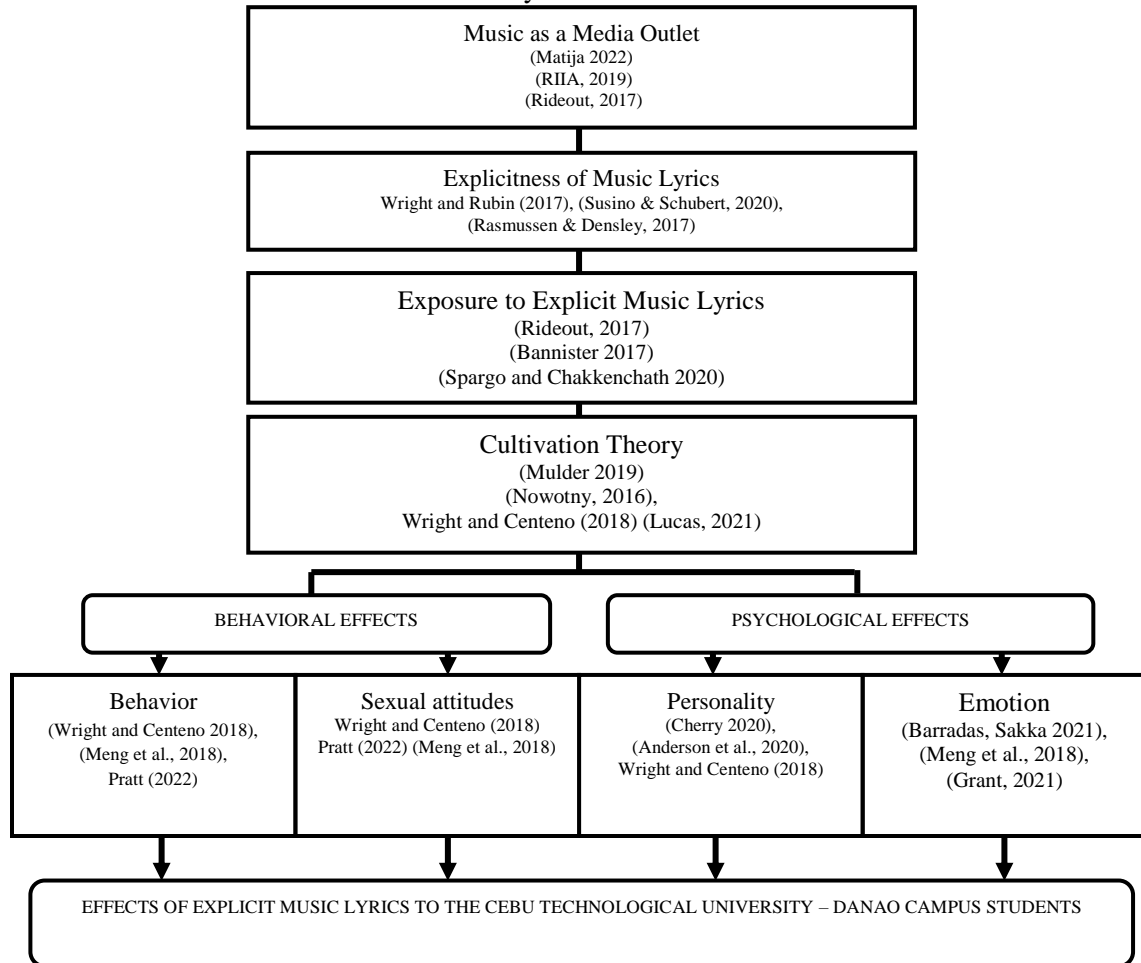 Music as a Media Outlet
(Matija 2022)
(RIIA, 2019)
(Rideout, 2017)
Explicitness of Music Lyrics
Wright and Rubin (2017), (Susino & Schubert, 2020),
(Rasmussen & Densley, 2017)
Exposure to Explicit Music Lyrics
(Rideout, 2017)
(Bannister 2017)
(Spargo and Chakkenchath 2020)
Cultivation Theory
(Mulder 2019)
(Nowotny, 2016),
Wright and Centeno (2018) (Lucas, 2021)
BEHAVIORAL EFFECTS
PSYCHOLOGICAL EFFECTS
Behavior
(Wright and Centeno 2018),
(Meng et al., 2018),
Pratt (2022)
Sexual attitudes
Wright and Centeno (2018)
Pratt (2022) (Meng et al., 2018)
Personality
(Cherry 2020),
(Anderson et al., 2020),
Wright and Centeno (2018)
Emotion
(Barradas, Sakka 2021),
(Meng et al., 2018),
(Grant, 2021)
EFFECTS OF EXPLICIT MUSIC LYRICS TO THE CEBU TECHNOLOGICAL UNIVERSITY – DANAO CAMPUS STUDENTS